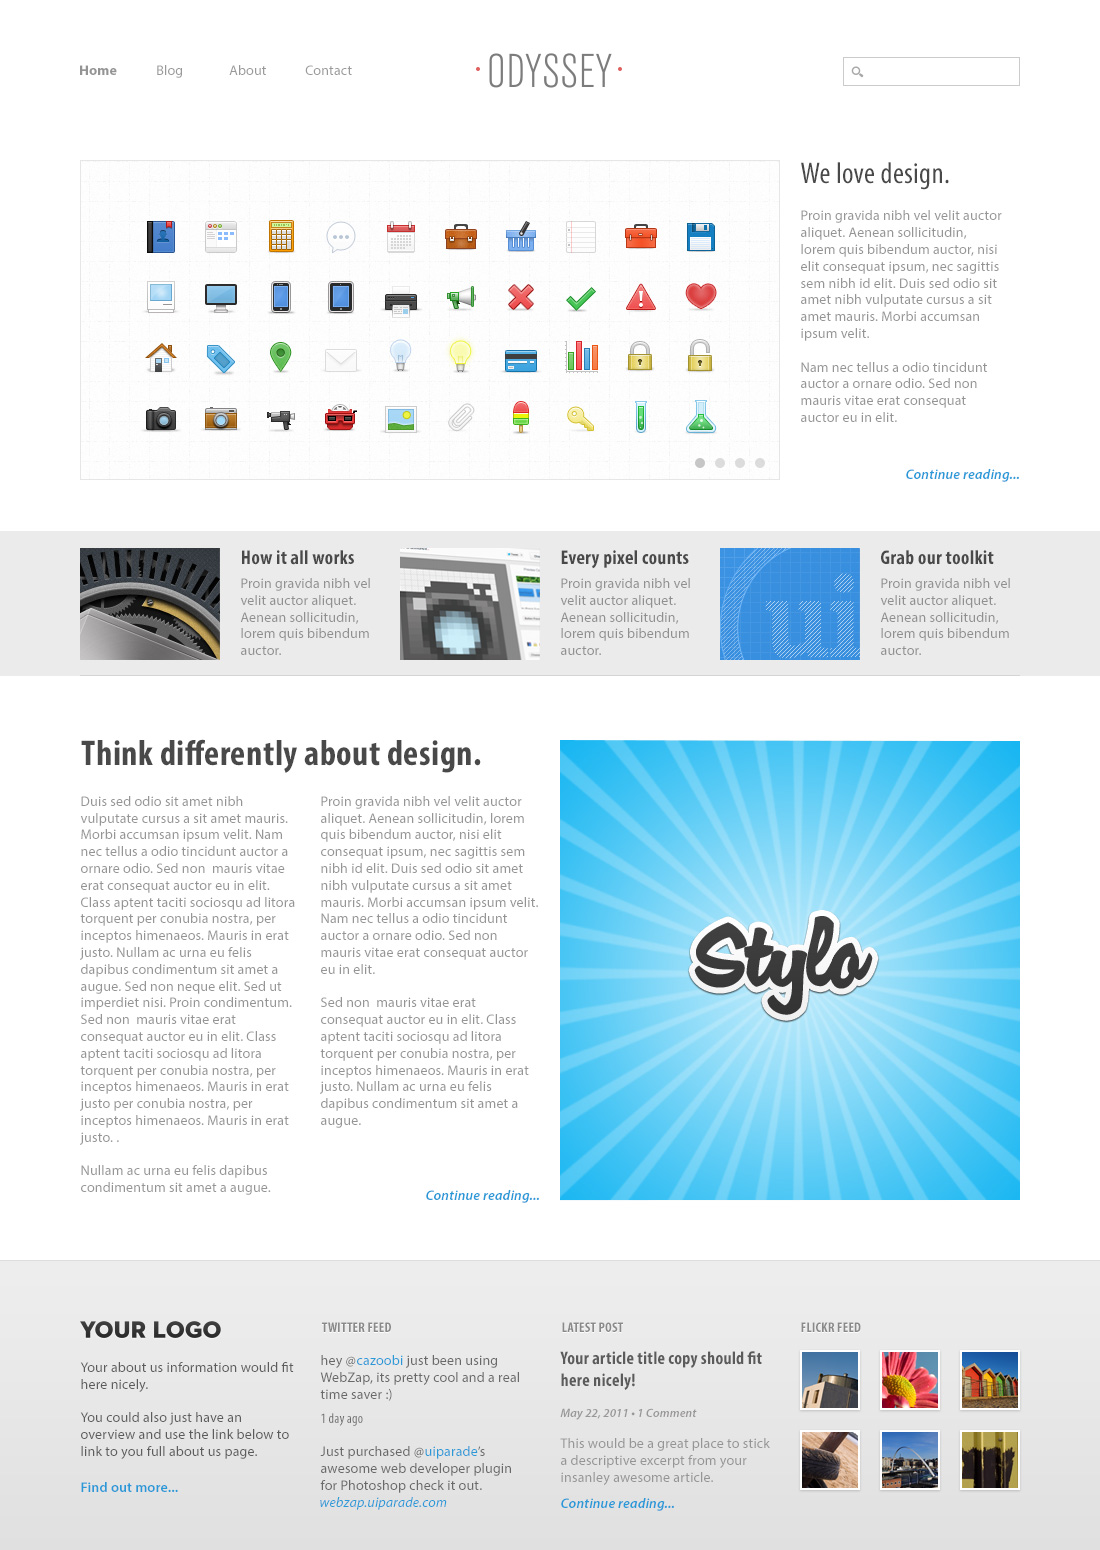 Home
Blog
About
Contact
ODYSSEY
We love design.
Proin gravida nibh vel velit auctor
aliquet. Aenean sollicitudin,
lorem quis bibendum auctor, nisi
elit consequat ipsum, nec sagittis
sem nibh id elit. Duis sed odio sit
amet nibh vulputate cursus a sit
amet mauris. Morbi accumsan
ipsum velit.
Nam nec tellus a odio tincidunt
auctor a ornare odio. Sed non
mauris vitae erat consequat
auctor eu in elit.
Continue reading...
How it all works
Proin gravida nibh vel
velit auctor aliquet.
Aenean sollicitudin,
lorem quis bibendum
auctor.
Every pixel counts
Proin gravida nibh vel
velit auctor aliquet.
Aenean sollicitudin,
lorem quis bibendum
auctor.
ui
Grab our toolkit
Proin gravida nibh vel
velit auctor aliquet.
Aenean sollicitudin,
lorem quis bibendum
auctor.
Think differently about design.
Duis sed odio sit amet nibh
vulputate cursus a sit amet mauris.
Morbi accumsan ipsum velit. Nam
nec tellus a odio tincidunt auctor a
ornare odio. Sed non  mauris vitae
erat consequat auctor eu in elit.
Class aptent taciti sociosqu ad litora
torquent per conubia nostra, per
inceptos himenaeos. Mauris in erat
justo. Nullam ac urna eu felis
dapibus condimentum sit amet a
augue. Sed non neque elit. Sed ut
imperdiet nisi. Proin condimentum.
Sed non  mauris vitae erat
consequat auctor eu in elit. Class
aptent taciti sociosqu ad litora
torquent per conubia nostra, per
inceptos himenaeos. Mauris in erat
justo per conubia nostra, per
inceptos himenaeos. Mauris in erat
justo. .
Nullam ac urna eu felis dapibus
condimentum sit amet a augue.
Proin gravida nibh vel velit auctor
aliquet. Aenean sollicitudin, lorem
quis bibendum auctor, nisi elit
consequat ipsum, nec sagittis sem
nibh id elit. Duis sed odio sit amet
nibh vulputate cursus a sit amet
mauris. Morbi accumsan ipsum velit.
Nam nec tellus a odio tincidunt
auctor a ornare odio. Sed non
mauris vitae erat consequat auctor
eu in elit.
Sed non  mauris vitae erat
consequat auctor eu in elit. Class
aptent taciti sociosqu ad litora
torquent per conubia nostra, per
inceptos himenaeos. Mauris in erat
justo. Nullam ac urna eu felis
dapibus condimentum sit amet a
augue.
Continue reading...
Stylo
YOUR LOGO
Your about us information would fit
here nicely.
You could also just have an
overview and use the link below to
link to you full about us page.
Find out more...
TWITTER FEED
hey @cazoobi just been using
WebZap, its pretty cool and a real
time saver :)
1 day ago
Just purchased @uiparade's
awesome web developer plugin
for Photoshop check it out.
webzap.uiparade.com
LATEST POST
Your article title copy should fit
here nicely!
May 22, 2011 • 1 Comment
This would be a great place to stick
a descriptive excerpt from your
insanley awesome article.
Continue reading...
FLICKR FEED